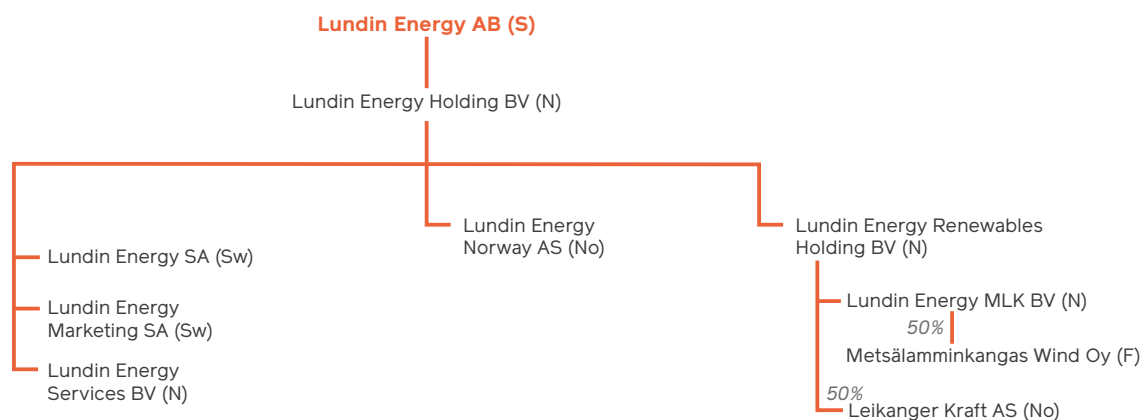 Lundin Energy AB (S)
Lundin Energy Holding BV (N)
Lundin Energy SA (Sw)
Lundin Energy
Marketing SA (Sw)
Lundin Energy
Services BV (N)
Lundin Energy
Norway AS (No)
Lundin Energy Renewables
Holding BV (N)
Lundin Energy MLK BV (N)
50%
Metsälamminkangas Wind Oy (F)
50%
Leikanger Kraft AS (No)